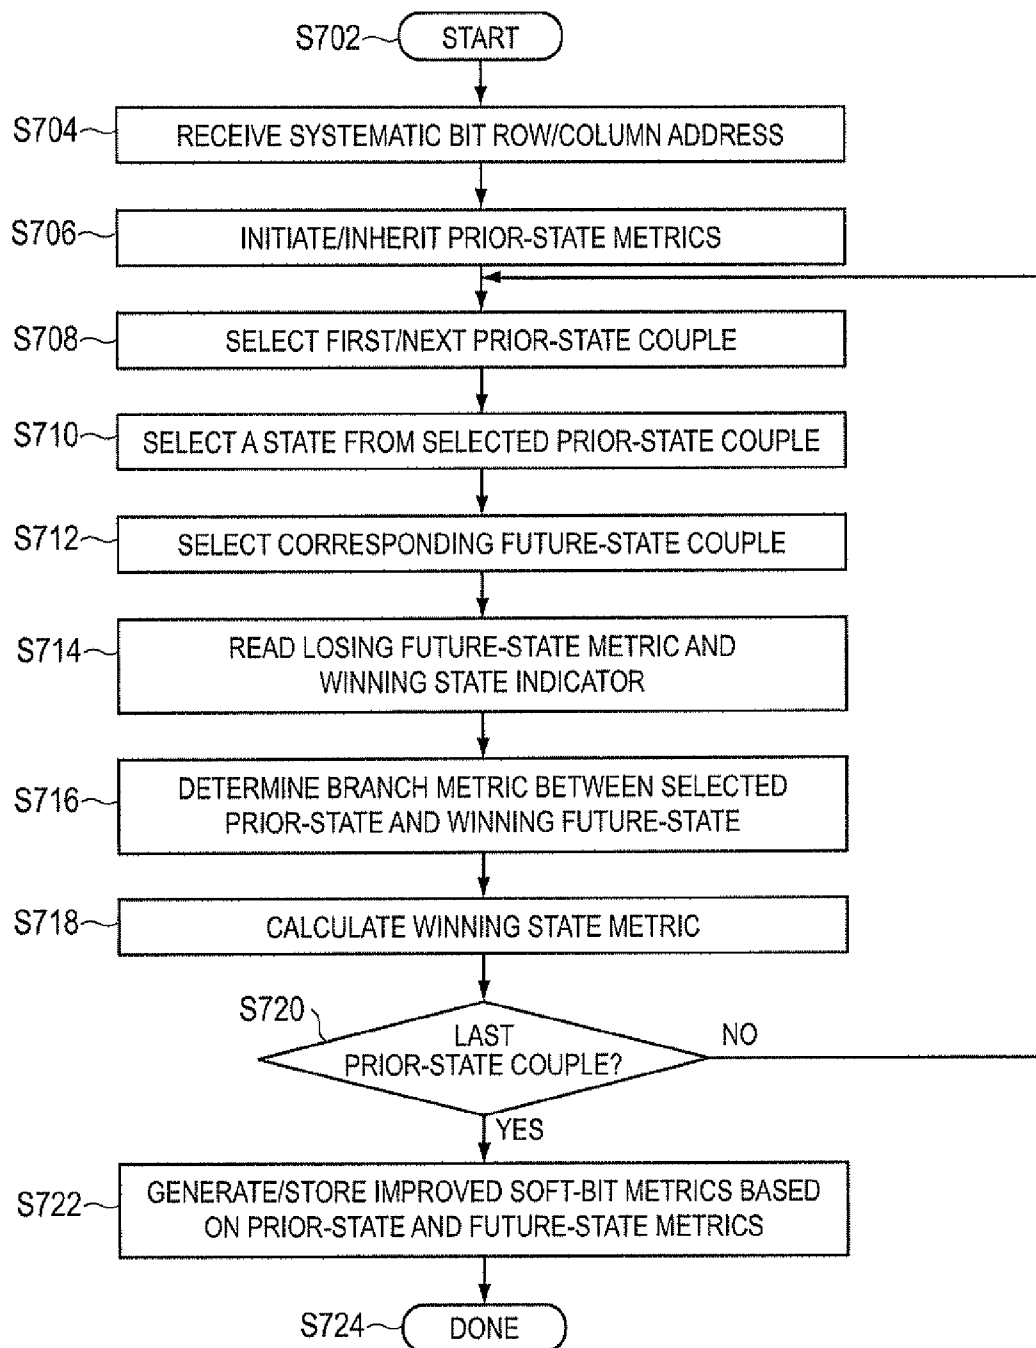 S702
START
S704
RECEIVE SYSTEMATIC BIT ROW/COLUMN ADDRESS
S706
INITIATE/INHERIT PRIOR-STATE METRICS
S708
SELECT FIRST/NEXT PRIOR-STATE COUPLE
S710
SELECT A STATE FROM SELECTED PRIOR-STATE COUPLE
S712
SELECT CORRESPONDING FUTURE-STATE COUPLE
S714
READ LOSING FUTURE-STATE METRIC AND
WINNING STATE INDICATOR
S716
DETERMINE BRANCH METRIC BETWEEN SELECTED
PRIOR-STATE AND WINNING FUTURE-STATE
S718
CALCULATE WINNING STATE METRIC
S720
LAST
PRIOR-STATE COUPLE?
NO
YES
S722
GENERATE/STORE IMPROVED SOFT-BIT METRICS BASED
ON PRIOR-STATE AND FUTURE-STATE METRICS
S724
DONE